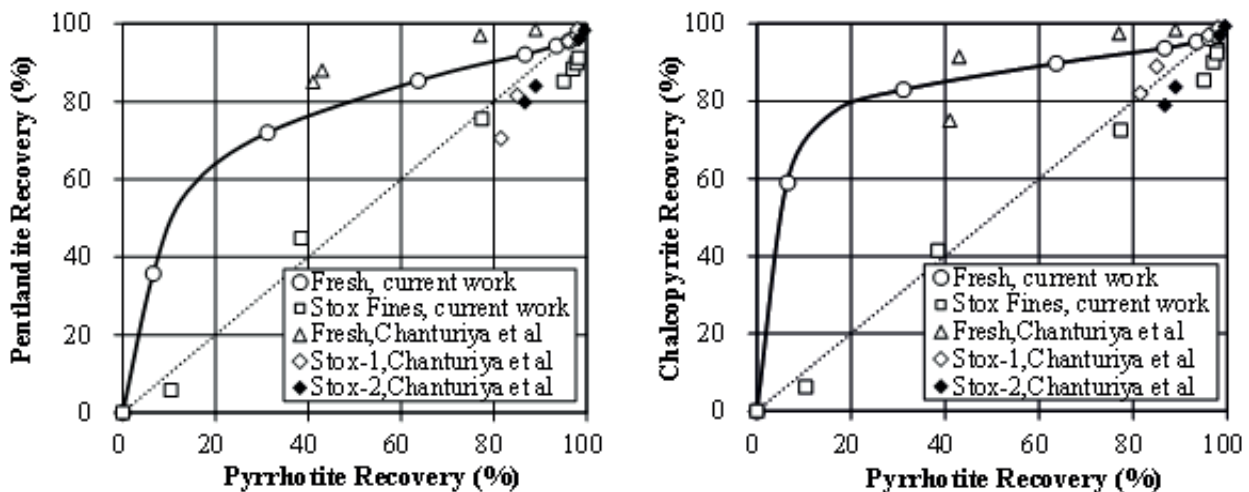 Pentlandite Recovery (%)
100
80
60
40
20
0
Fresh, current work
Stox Fines, current work
Fresh,Chanturiya et al
Stox-1,Chanturiya et al
Stox-2,Chanturiya et al
0 20 40 60 80 100
Pyrrhotite Recovery (%)
Chalcopyrite Recovery (%)
100
80
60
40
20
0
Fresh, current work
Stox Fines, current work
Fresh,Chanturiya et al
Stox-1,Chanturiya et al
Stox-2,Chanturiya et al
0 20 40 60 80 100
Pyrrhotite Recovery (%)